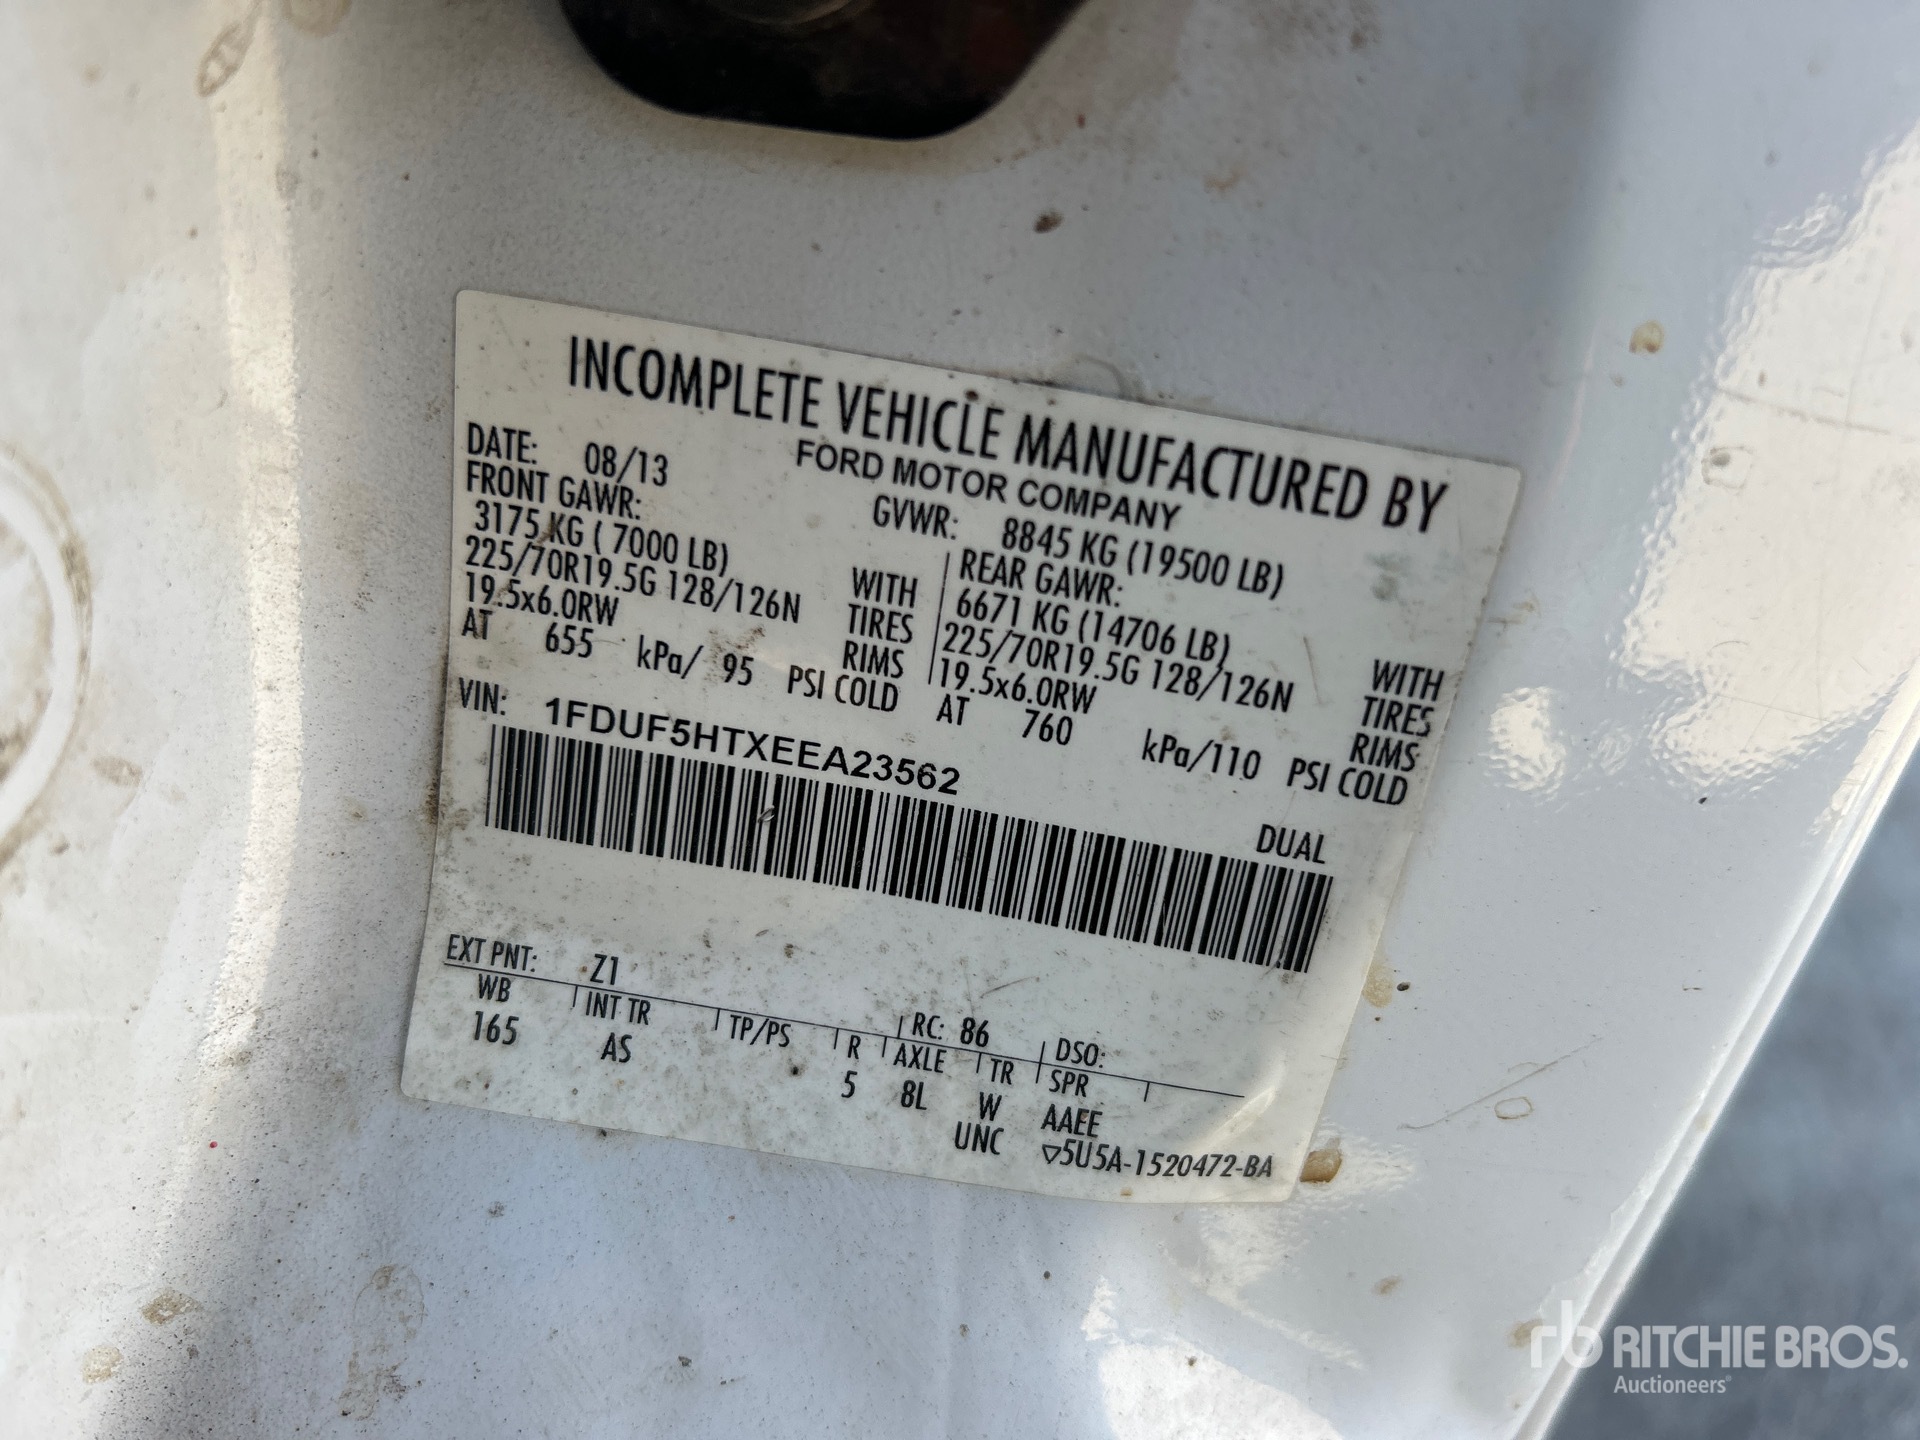 INCOMPLETE VEHICLE MANUFACTURED BY
FORD MOTOR COMPANY
DATE: 08/13
GVWR: 8845 KG (19500 LB)
FRONT GAWR:
3175 KG ( 7000 LB)
225/70R19.5G 128/126N
19.5x6.0RW
AT 655 kPa/ 95 PSI COLD
WITH
TIRES
RIMS
REAR GAWR:
6671 KG (14706 LB)
225/70R19.5G 128/126N
19.5x6.0RW
AT 760 kPa/110 PSI COLD
WITH
TIRES
RIMS
VIN: 1FDUF5HTXEEA23562
DUAL
EXT PNT: Z1 RC: 86 DSO:
WB INT TR TP/PS R AXLE TR SPR
165 AS 5 8L W AAEE
UNC ▽5U5A-1520472-BA
rb RITCHIE BROS.
Auctioneers